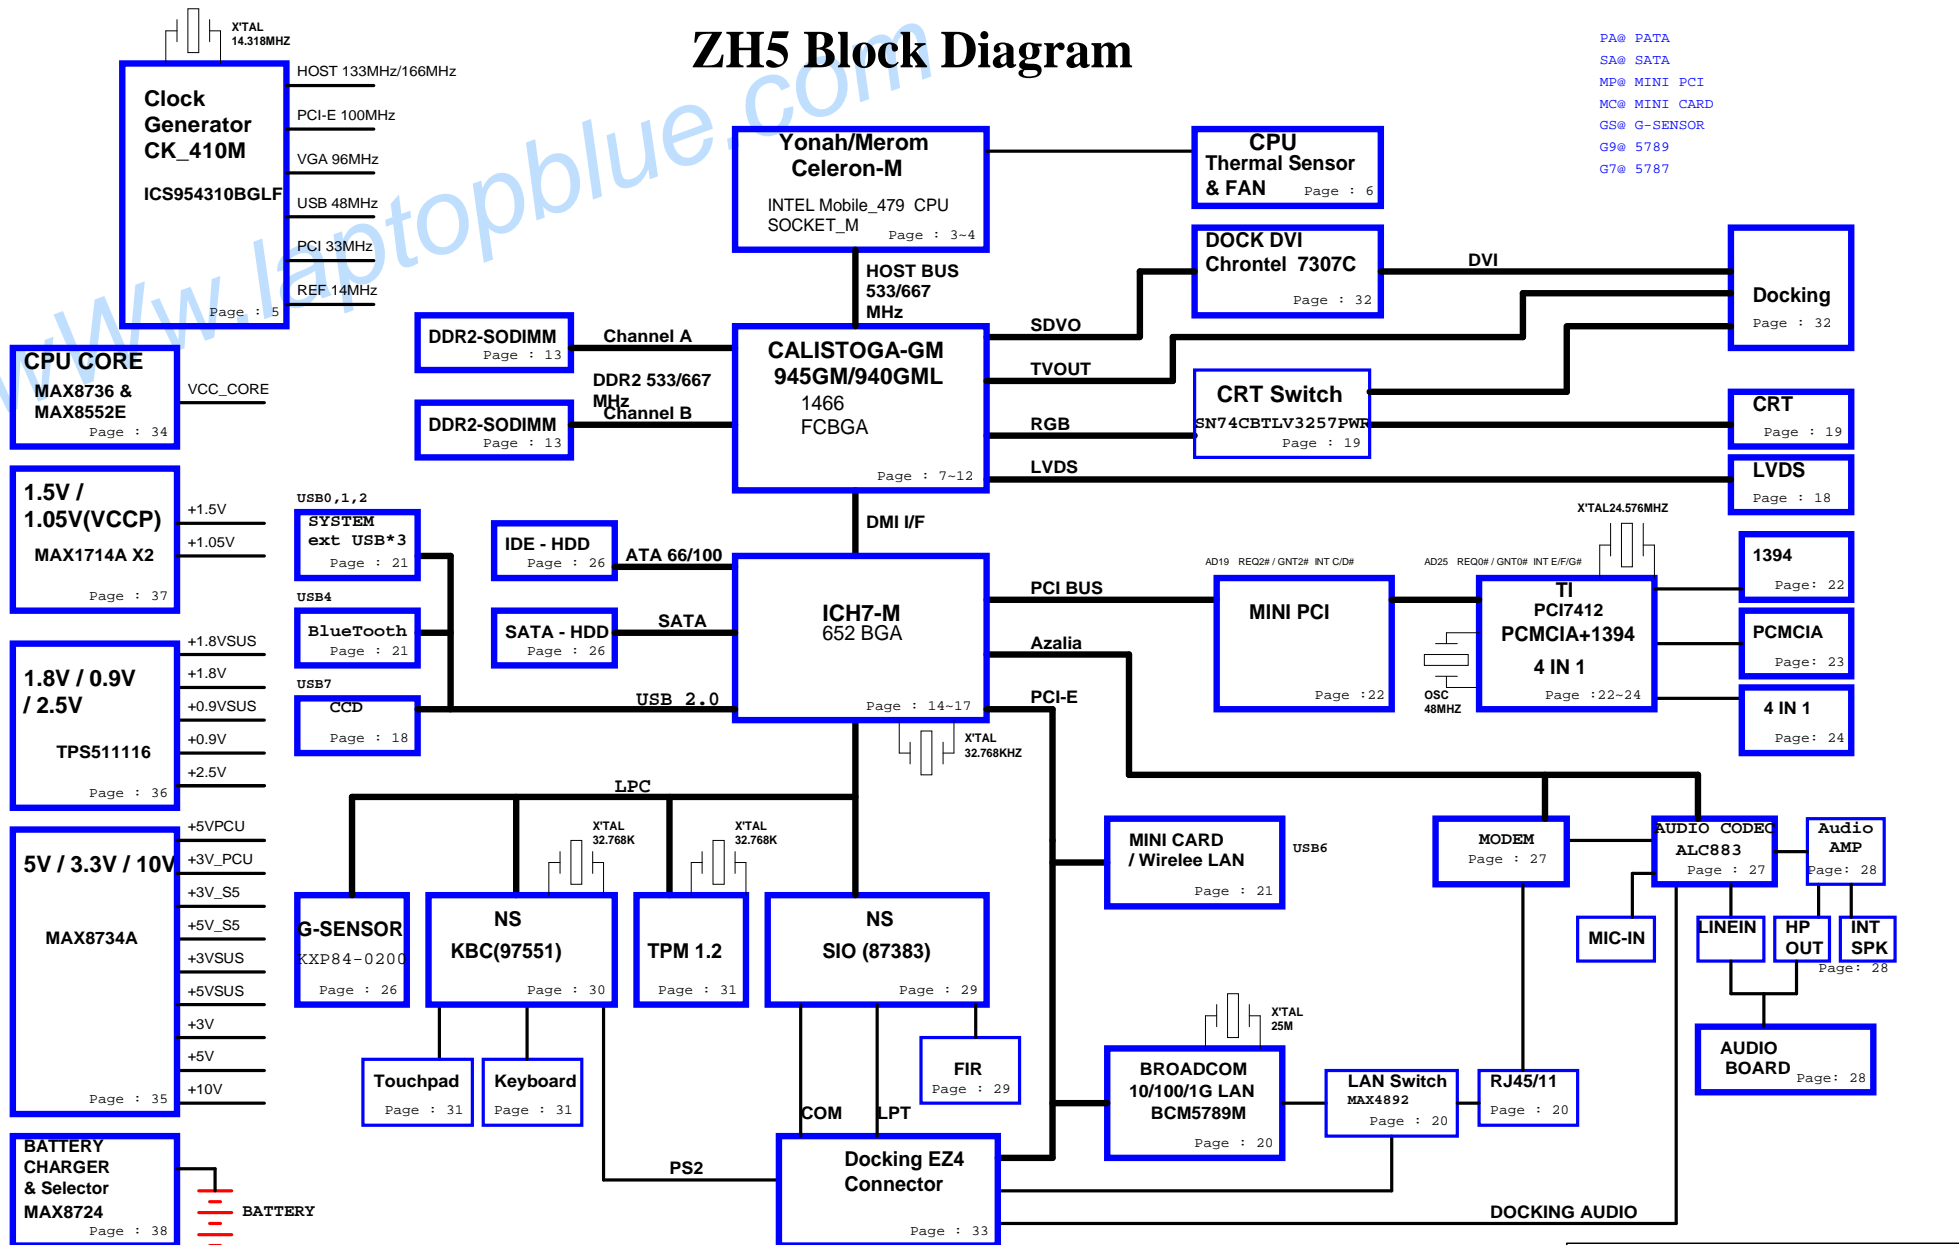 ZH5 Block Diagram
www.laptopblue.com
PA@ PATA
SA@ SATA
MP@ MINI PCI
MC@ MINI CARD
GS@ G-SENSOR
G9@ 5789
G7@ 5787
X'TAL
14.318MHZ
Clock
Generator
CK_410M
ICS954310BGLF
Page : 5
HOST 133MHz/166MHz
PCI-E 100MHz
VGA 96MHz
USB 48MHz
PCI 33MHz
REF 14MHz
Yonah/Merom
Celeron-M
INTEL Mobile_479 CPU
SOCKET_M
Page : 3~4
CPU
Thermal Sensor
& FAN
Page : 6
HOST BUS
533/667
MHz
DOCK DVI
Chrontel 7307C
Page : 32
DVI
Docking
Page : 32
DDR2-SODIMM
Page : 13
Channel A
DDR2 533/667
MHz
Channel B
DDR2-SODIMM
Page : 13
CALISTOGA-GM
945GM/940GML
1466
FCBGA
Page : 7~12
SDVO
TVOUT
RGB
LVDS
CRT Switch
SN74CBTLV3257PWR
Page : 19
CRT
Page : 19
LVDS
Page : 18
CPU CORE
MAX8736 &
MAX8552E
Page : 34
VCC_CORE
1.5V /
1.05V(VCCP)
MAX1714A X2
Page : 37
+1.5V
+1.05V
1.8V / 0.9V
/ 2.5V
TPS511116
Page : 36
+1.8VSUS
+1.8V
+0.9VSUS
+0.9V
+2.5V
5V / 3.3V / 10V
MAX8734A
Page : 35
+5VPCU
+3V_PCU
+3V_S5
+5V_S5
+3VSUS
+5VSUS
+3V
+5V
+10V
BATTERY
CHARGER
& Selector
MAX8724
Page : 38
BATTERY
USB0,1,2
SYSTEM
ext USB*3
Page : 21
USB4
BlueTooth
Page : 21
USB7
CCD
Page : 18
IDE - HDD
Page : 26
ATA 66/100
SATA - HDD
Page : 26
SATA
USB 2.0
DMI I/F
ICH7-M
652 BGA
Page : 14~17
X'TAL
32.768KHZ
PCI BUS
Azalia
PCI-E
AD19 REQ2# / GNT2# INT C/D#
MINI PCI
Page :22
AD25 REQ0# / GNT0# INT E/F/G#
X'TAL24.576MHZ
OSC
48MHZ
TI
PCI7412
PCMCIA+1394
4 IN 1
Page :22~24
1394
Page: 22
PCMCIA
Page: 23
4 IN 1
Page: 24
LPC
X'TAL
32.768K
X'TAL
32.768K
G-SENSOR
KXP84-0200
Page : 26
NS
KBC(97551)
Page : 30
TPM 1.2
Page : 31
NS
SIO (87383)
Page : 29
Touchpad
Page : 31
Keyboard
Page : 31
FIR
Page : 29
COM
LPT
PS2
Docking EZ4
Connector
Page : 33
MINI CARD
/ Wirelee LAN
Page : 21
USB6
X'TAL
25M
BROADCOM
10/100/1G LAN
BCM5789M
Page : 20
LAN Switch
MAX4892
Page : 20
RJ45/11
Page : 20
MODEM
Page : 27
AUDIO CODEC
ALC883
Page : 27
Audio
AMP
Page: 28
MIC-IN
LINEIN
HP
OUT
INT
SPK
Page: 28
AUDIO
BOARD
Page: 28
DOCKING AUDIO